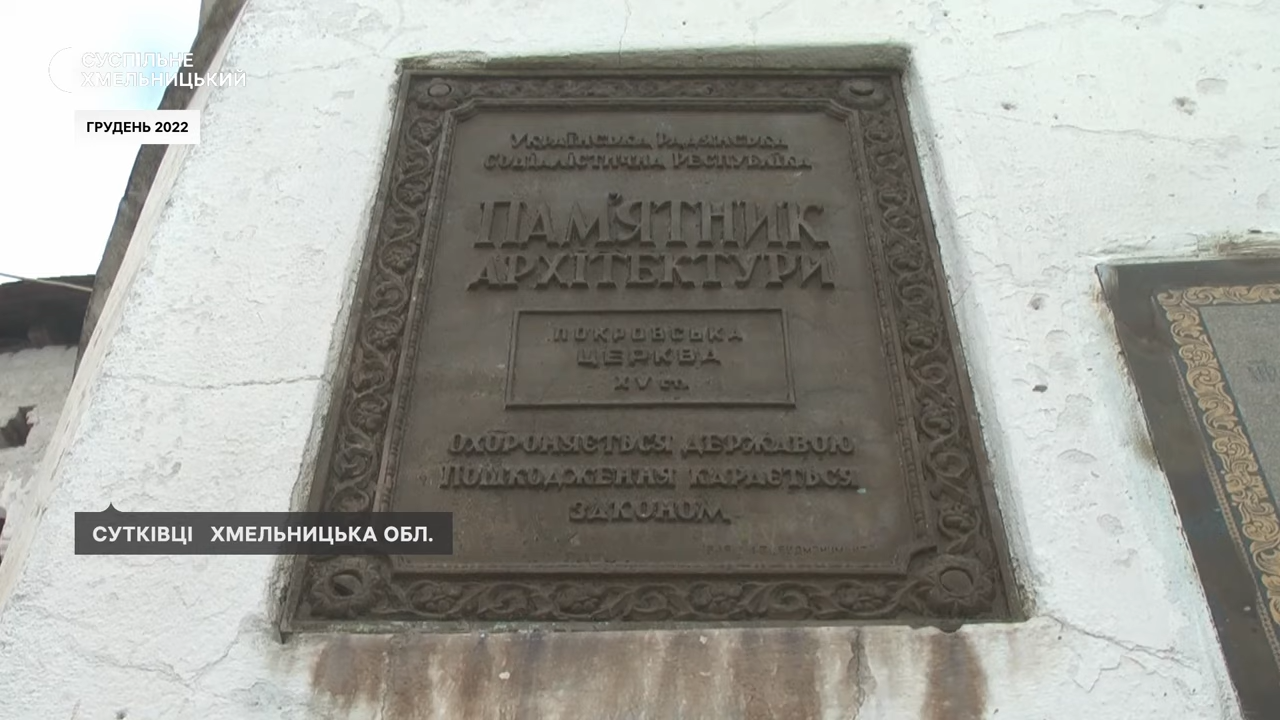 СУСПІЛЬНЕ
ХМЕЛЬНИЦЬКИЙ
ГРУДЕНЬ 2022
Українська Радянська
Соціалістична Республіка
ПАМ'ЯТНИК
АРХІТЕКТУРИ
ПОКРОВСЬКА
ЦЕРКВА
XV ст.
Охороняється державою
Пошкодження карається
законом
СУТКІВЦІ ХМЕЛЬНИЦЬКА ОБЛ.